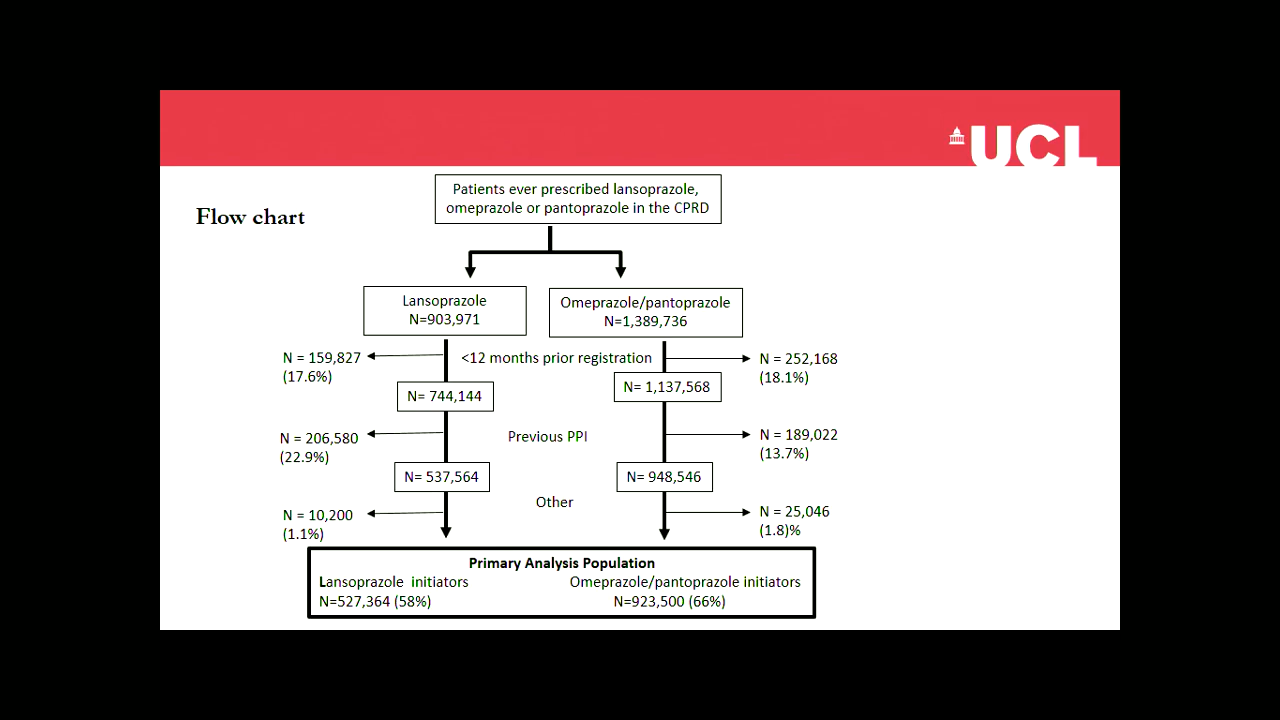 UCL
Flow chart
Patients ever prescribed lansoprazole,
omeprazole or pantoprazole in the CPRD
Lansoprazole
N=903,971
Omeprazole/pantoprazole
N=1,389,736
N = 159,827
(17.6%)
<12 months prior registration
N = 252,168
(18.1%)
N= 744,144
N= 1,137,568
N = 206,580
(22.9%)
Previous PPI
N = 189,022
(13.7%)
N= 537,564
N= 948,546
Other
N = 10,200
(1.1%)
N = 25,046
(1.8)%
Primary Analysis Population
Lansoprazole initiators
N=527,364 (58%)
Omeprazole/pantoprazole initiators
N=923,500 (66%)